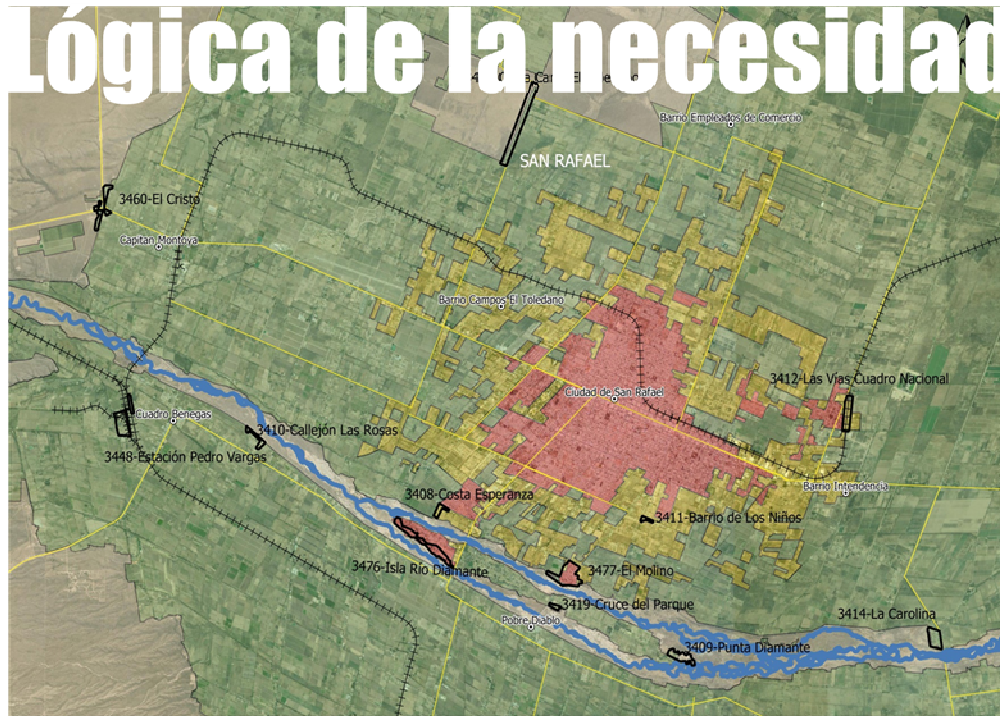 Lógica de la necesidad
Barrio Empleados de Comercio
SAN RAFAEL
3460-El Cristo
Capitan Montoya
Barrio Campos El Toledano
3412-Las Vías Cuadro Nacional
Ciudad de San Rafael
Cuadro Benegas
3410-Callejón Las Rosas
3448-Estación Pedro Vargas
Barrio Intendencia
3408-Costa Esperanza
3411-Barrio de Los Niños
3476-Isla Río Diamante
3477-El Molino
3419-Cruce del Parque
Pobre Diablo
3414-La Carolina
3409-Punta Diamante